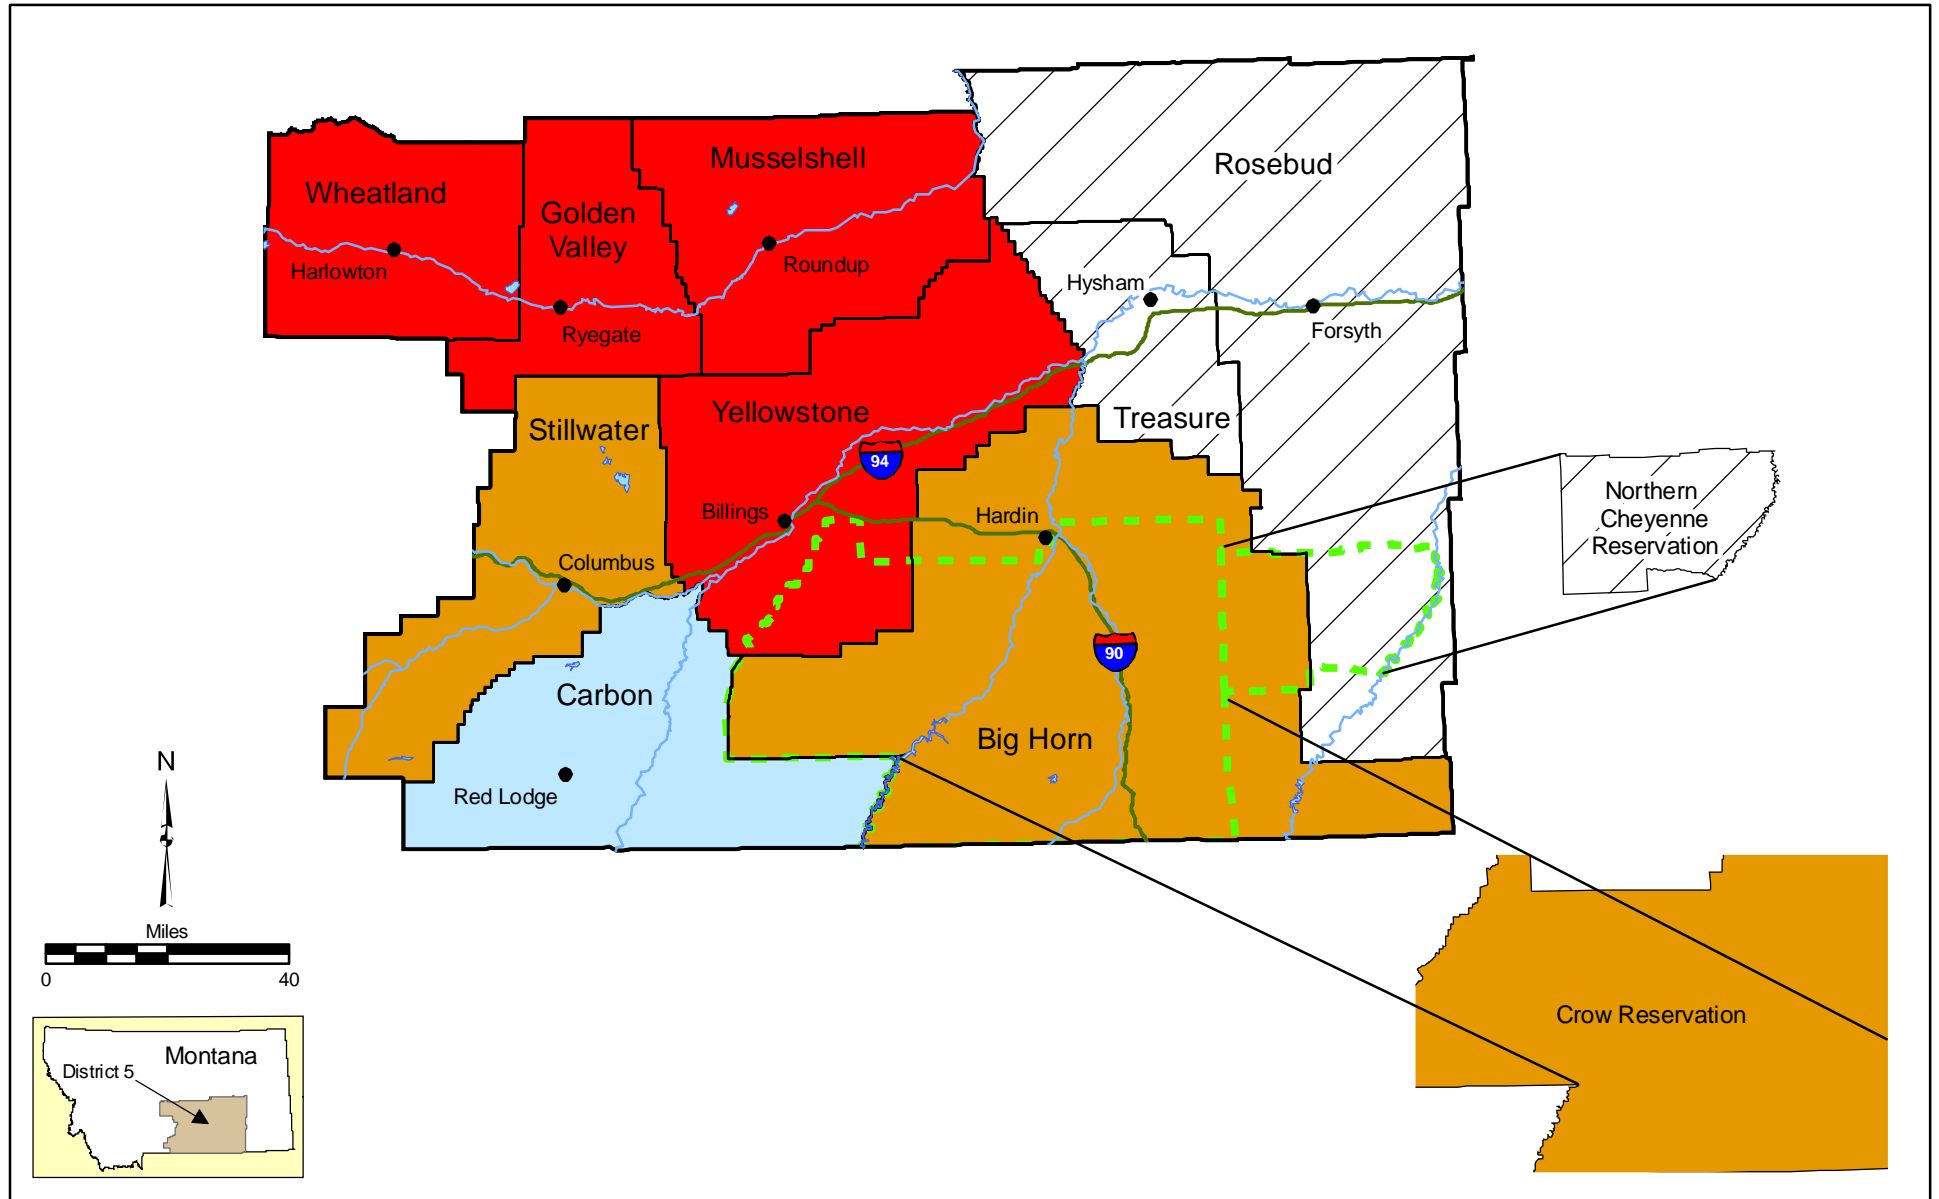 Musselshell
Rosebud
Wheatland
Golden
Valley
Harlowton
Roundup
Hysham
Ryegate
Forsyth
Yellowstone
Treasure
Stillwater
94
Billings
Hardin
Columbus
Northern
Cheyenne
Reservation
90
Carbon
Big Horn
Red Lodge
N
Miles
0 40
Crow Reservation
Montana
District 5